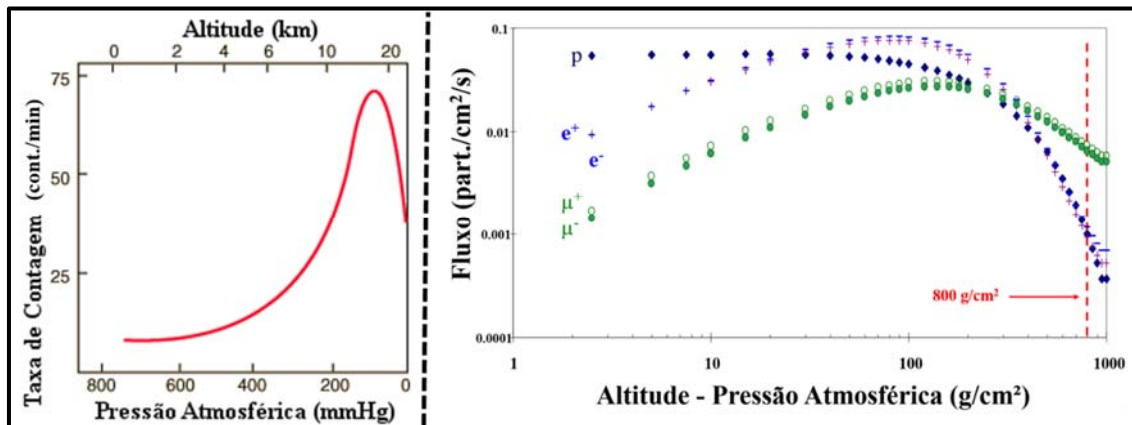 Altitude (km)
0 2 4 6 10 20
Taxa de Contagem (cont./min)
75
50
25
800 600 400 200 0
Pressão Atmosférica (mmHg)
Fluxo (part./cm²/s)
0.1
0.01
0.001
0.0001
p
e⁺
e⁻
μ⁺
μ⁻
800 g/cm²
1 10 100 1000
Altitude - Pressão Atmosférica (g/cm²)